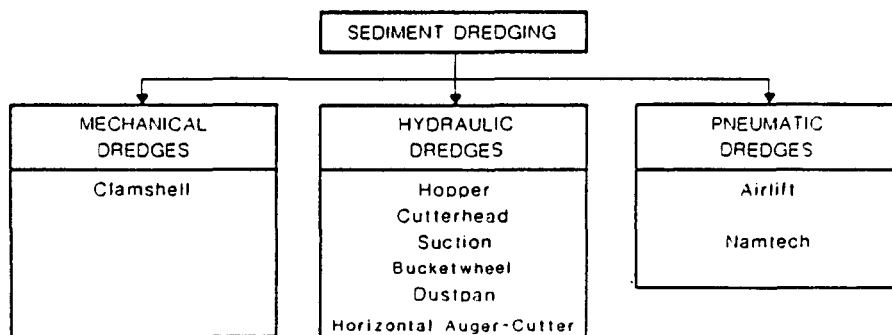 SEDIMENT DREDGING
MECHANICAL
DREDGES
Clamshell
HYDRAULIC
DREDGES
Hopper
Cutterhead
Suction
Bucketwheel
Dustpan
Horizontal Auger-Cutter
PNEUMATIC
DREDGES
Airlift
Namtech